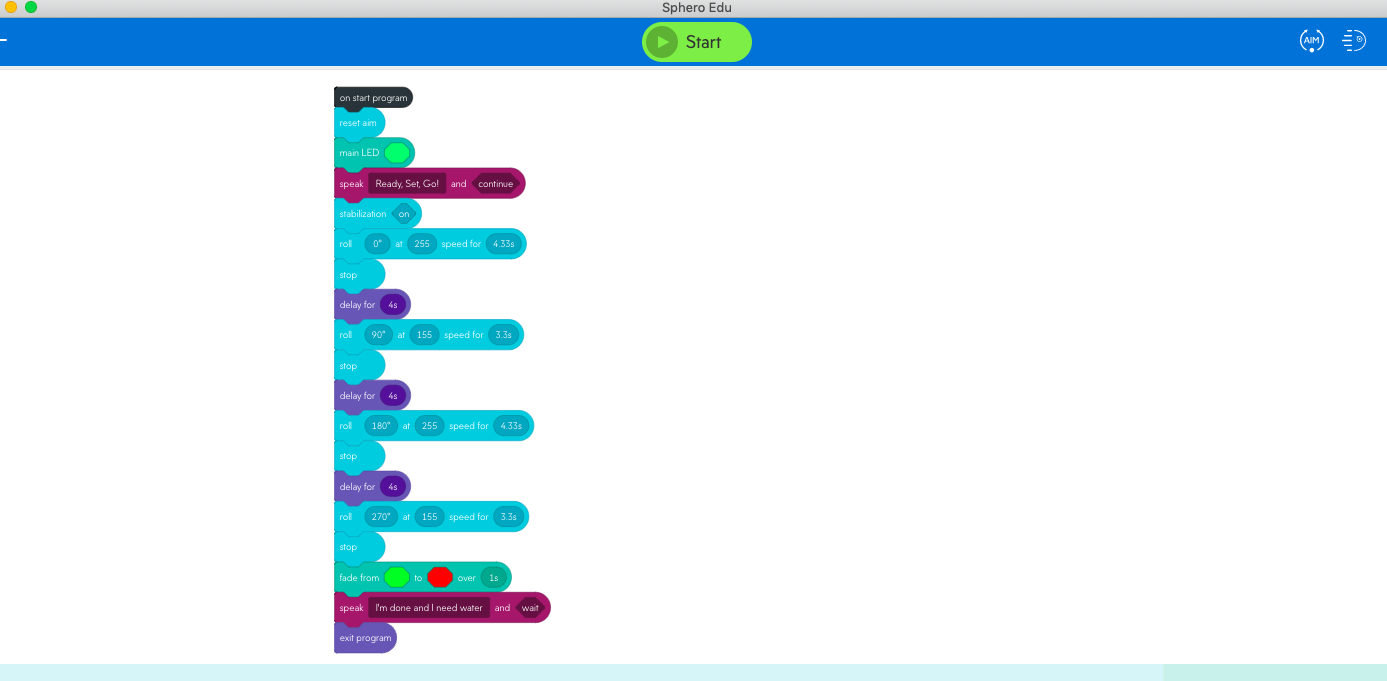 Sphero Edu
Start
AIM
on start program
reset aim
main LED
speak Ready, Set, Go! and continue
stabilization on
roll 0° at 255 speed for 4.33s
stop
delay for 4s
roll 90° at 155 speed for 3.3s
stop
delay for 4s
roll 180° at 255 speed for 4.33s
stop
delay for 4s
roll 270° at 155 speed for 3.3s
stop
fade from to over 1s
speak I'm done and I need water and wait
exit program